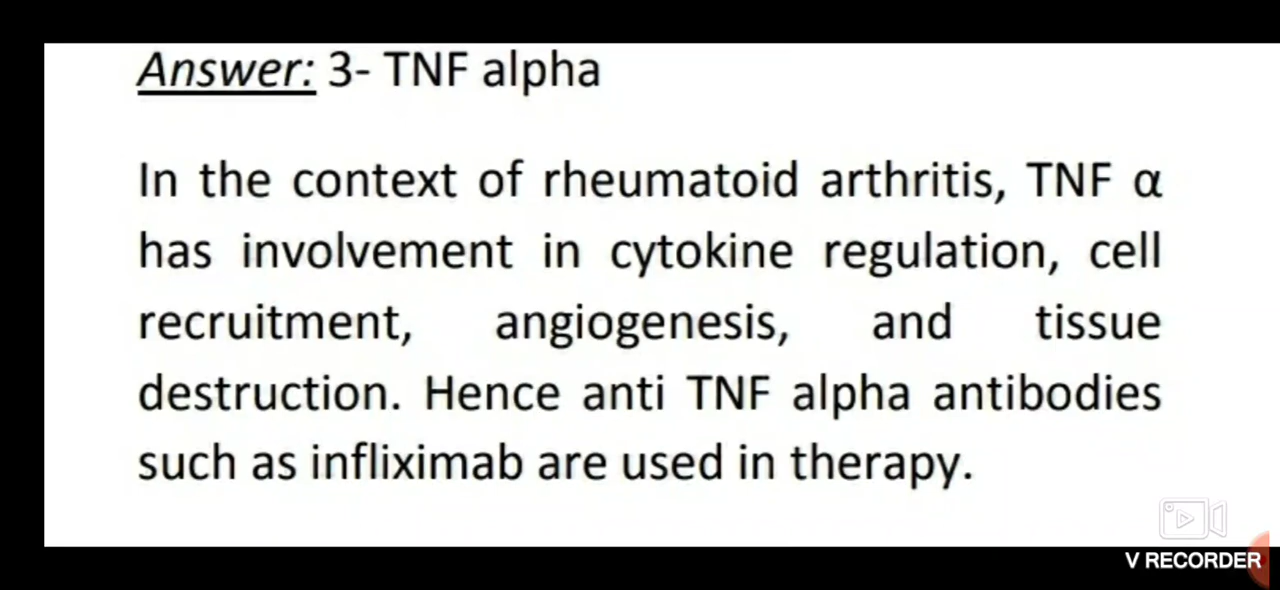 Answer: 3- TNF alpha
In the context of rheumatoid arthritis, TNF α
has involvement in cytokine regulation, cell
recruitment, angiogenesis, and tissue
destruction. Hence anti TNF alpha antibodies
such as infliximab are used in therapy.
V RECORDER